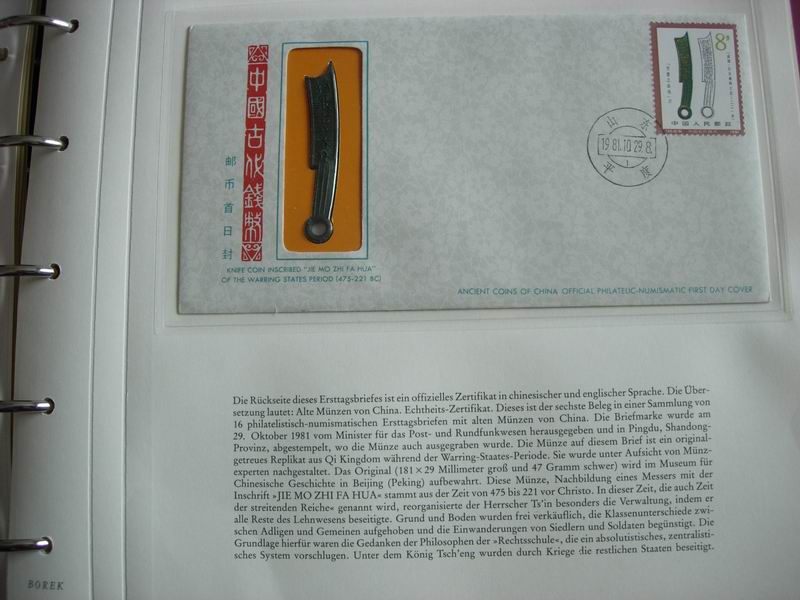 中國古代錢幣
邮币首日封
KNIFE COIN INSCRIBED "JIE MO ZHI FA HUA"
OF THE WARRING STATES PERIOD (475-221 BC)
8分
中国人民邮政
山东
1981.10.29.8
1
平度
ANCIENT COINS OF CHINA OFFICIAL PHILATELIC-NUMISMATIC FIRST DAY COVER
Die Rückseite dieses Ersttagsbriefes ist ein offizielles Zertifikat in chinesischer und englischer Sprache. Die Über-
setzung lautet: Alte Münzen von China. Echtheits-Zertifikat. Dieses ist der sechste Beleg in einer Sammlung von
16 philatelistisch-numismatischen Ersttagsbriefen mit alten Münzen von China. Die Briefmarke wurde am
29. Oktober 1981 vom Minister für das Post- und Rundfunkwesen herausgegeben und in Pingdu, Shandong-
Provinz, abgestempelt, wo die Münze auch ausgegraben wurde. Die Münze auf diesem Brief ist ein original-
getreues Replikat aus Qi Kingdom während der Warring-Staates-Periode. Sie wurde unter Aufsicht von Münz-
experten nachgestaltet. Das Original (181 × 29 Millimeter groß und 47 Gramm schwer) wird im Museum für
Chinesische Geschichte in Beijing (Peking) aufbewahrt. Diese Münze, Nachbildung eines Messers mit der
Inschrift »JIE MO ZHI FA HUA« stammt aus der Zeit von 475 bis 221 vor Christo. In dieser Zeit, die auch Zeit
der streitenden Reiche« genannt wird, reorganisierte der Herrscher Ts'in besonders die Verwaltung, indem er
alle Reste des Lehnwesens beseitigte. Grund und Boden wurden frei verkäuflich, die Klassenunterschiede zwi-
schen Adligen und Gemeinen aufgehoben und die Einwanderungen von Siedlern und Soldaten begünstigt. Die
Grundlage hierfür waren die Gedanken der Philosophen der »Rechtsschule«, die ein absolutistisches, zentralisti-
sches System vorschlugen. Unter dem König Tsch'eng wurden durch Kriege die restlichen Staaten beseitigt.
BOREK